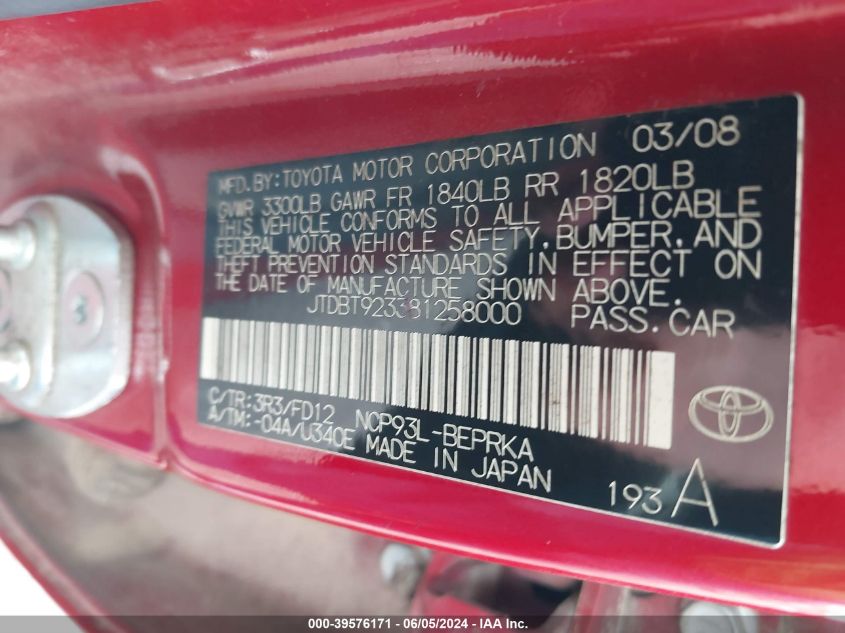 MFD.BY:TOYOTA MOTOR CORPORATION 03/08
GVWR 3300LB GAWR FR 1840LB RR 1820LB
THIS VEHICLE CONFORMS TO ALL APPLICABLE
FEDERAL MOTOR VEHICLE SAFETY,BUMPER,AND
THEFT PREVENTION STANDARDS IN EFFECT ON
THE DATE OF MANUFACTURE SHOWN ABOVE.
JTDBT923381258000 PASS.CAR
C/TR:3R3/FD12 NCP93L-BEPRKA
A/TM:-04A/U340E MADE IN JAPAN
193 A
000-39576171 - 06/05/2024 - IAA Inc.